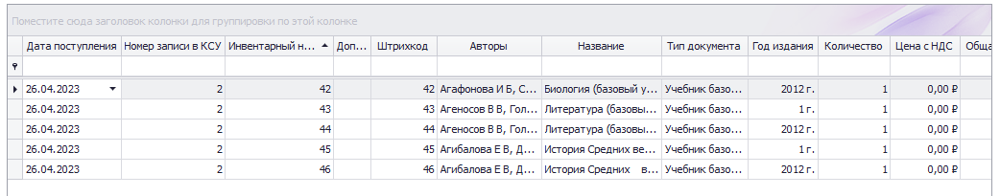 Поместите сюда заголовок колонки для группировки по этой колонке
Дата поступления Номер записи в КСУ Инвентарный н... Доп... Штрихкод Авторы Название Тип документа Год издания Количество Цена с НДС Обща
26.04.2023 2 42 42 Агафонова И Б, С... Биология (базовый у... Учебник базо... 2012 г. 1 0,00 ₽
26.04.2023 2 43 43 Агеносов В В, Гол... Литература (базовы... Учебник базо... 1 г. 1 0,00 ₽
26.04.2023 2 44 44 Агеносов В В, Гол... Литература (базовы... Учебник базо... 2012 г. 1 0,00 ₽
26.04.2023 2 45 45 Агибалова Е В, Д... История Средних ве... Учебник базо... 1 г. 1 0,00 ₽
26.04.2023 2 46 46 Агибалова Е В, Д... История Средних в... Учебник базо... 2012 г. 1 0,00 ₽